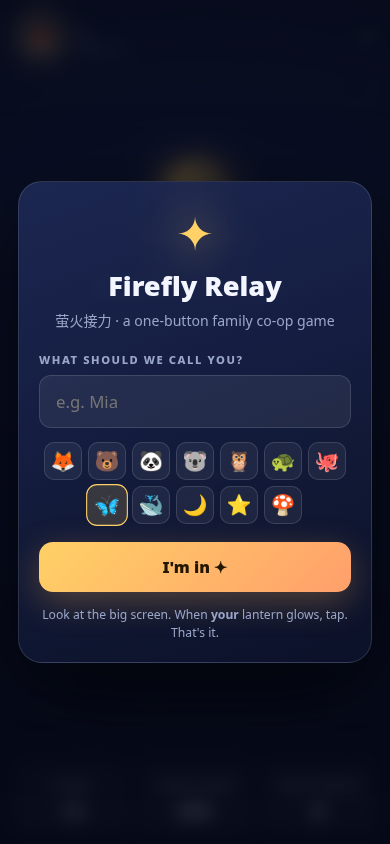 Firefly Relay
萤火接力 · a one-button family co-op game
WHAT SHOULD WE CALL YOU?
e.g. Mia
I'm in ✦
Look at the big screen. When your lantern glows, tap.
That's it.